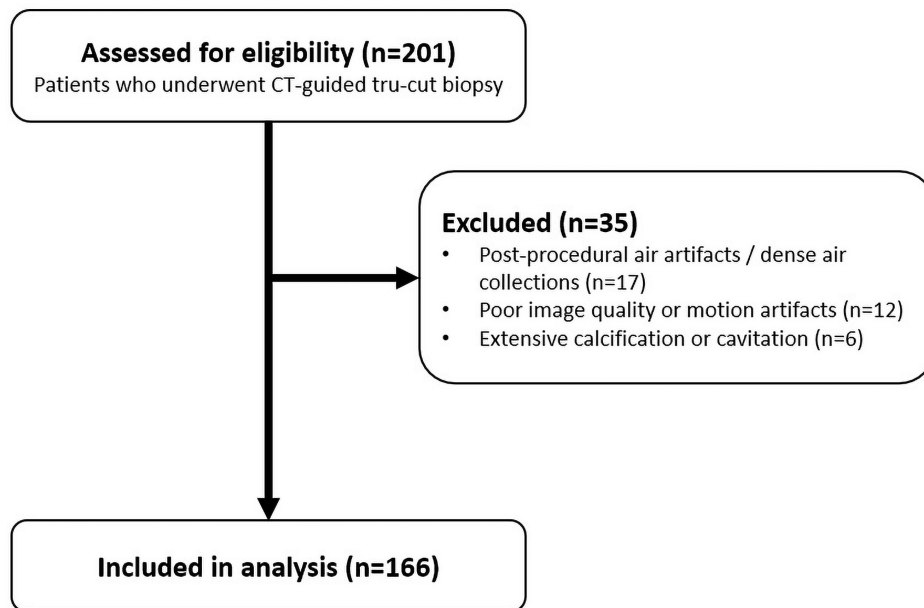 Assessed for eligibility (n=201)
Patients who underwent CT-guided tru-cut biopsy
Excluded (n=35)
• Post-procedural air artifacts / dense air
collections (n=17)
• Poor image quality or motion artifacts (n=12)
• Extensive calcification or cavitation (n=6)
Included in analysis (n=166)